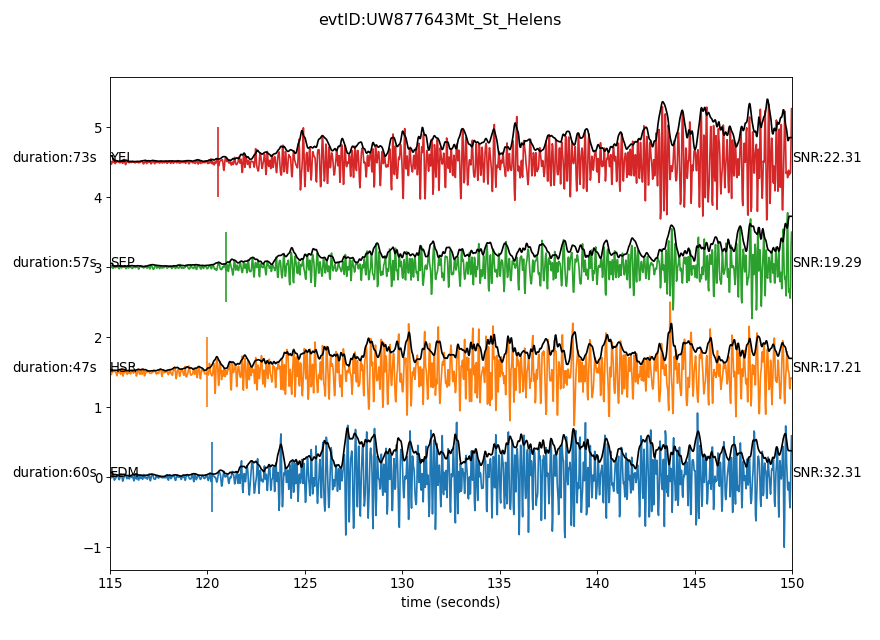 evtID:UW877643Mt_St_Helens
5
duration:73s YEL SNR:22.31
4
duration:57s SEP SNR:19.29
3
2
duration:47s HSR SNR:17.21
1
duration:60s EDM SNR:32.31
0
−1
115 120 125 130 135 140 145 150
time (seconds)